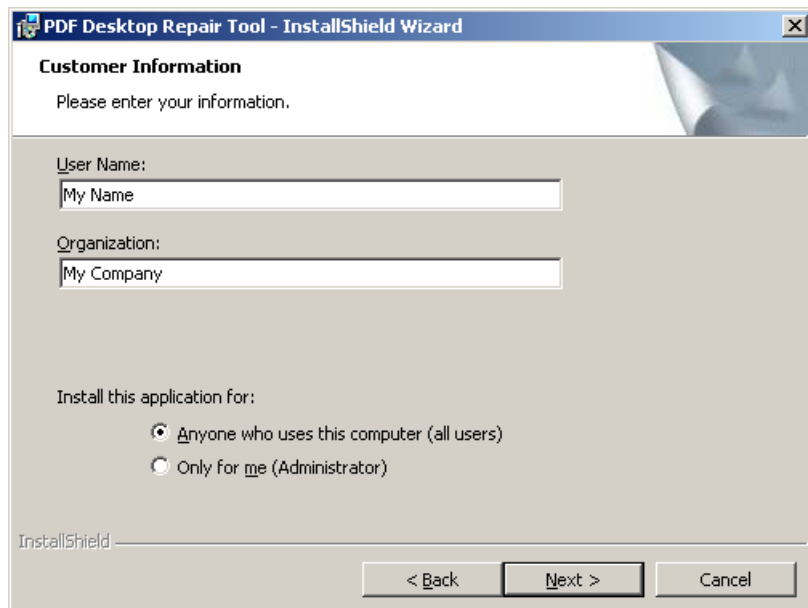 PDF Desktop Repair Tool - InstallShield Wizard
Customer Information
Please enter your information.
User Name:
My Name
Organization:
My Company
Install this application for:
Anyone who uses this computer (all users)
Only for me (Administrator)
InstallShield
< Back Next > Cancel